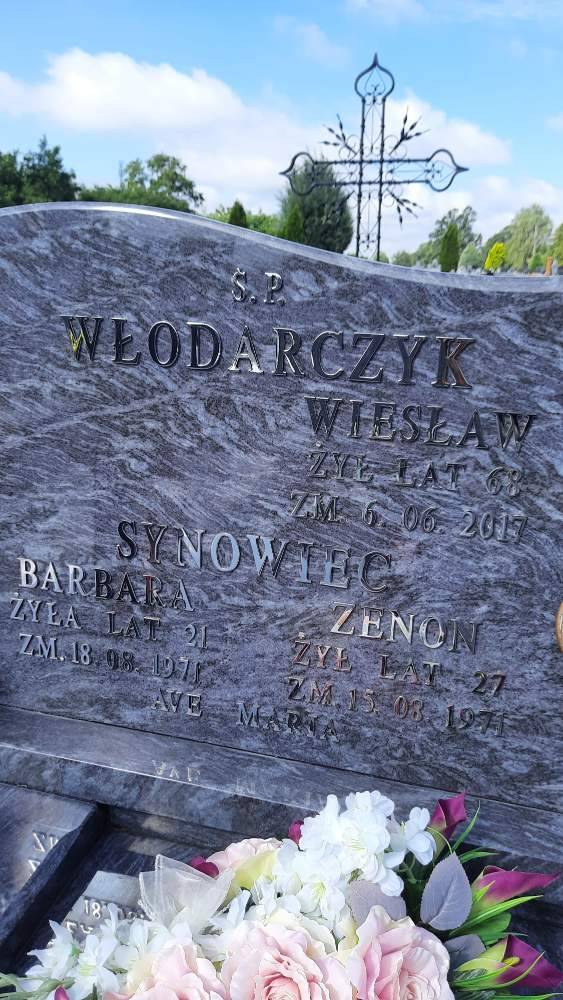 Ś.P.
WŁODARCZYK
WIESŁAW
ŻYŁ LAT 68
ZM. 6.06.2017
SYNOWIEC
BARBARA
ŻYŁA LAT 21
ZM.18.08.1971
ZENON
ŻYŁ LAT 27
ZM.15.08.1971
AVE MARIA